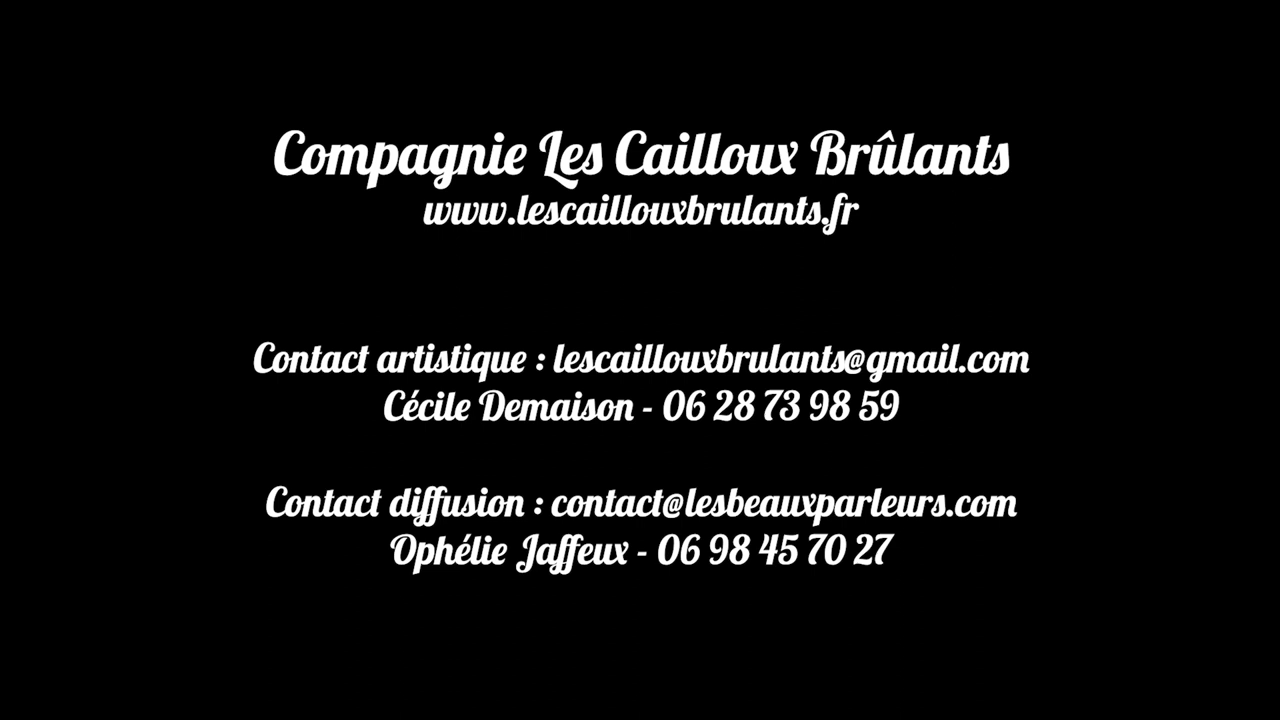 Compagnie Les Cailloux Brûlants
www.lescaillouxbrulants.fr
Contact artistique : lescaillouxbrulants@gmail.com
Cécile Demaison - 06 28 73 98 59
Contact diffusion : contact@lesbeauxparleurs.com
Ophélie Jaffeux - 06 98 45 70 27